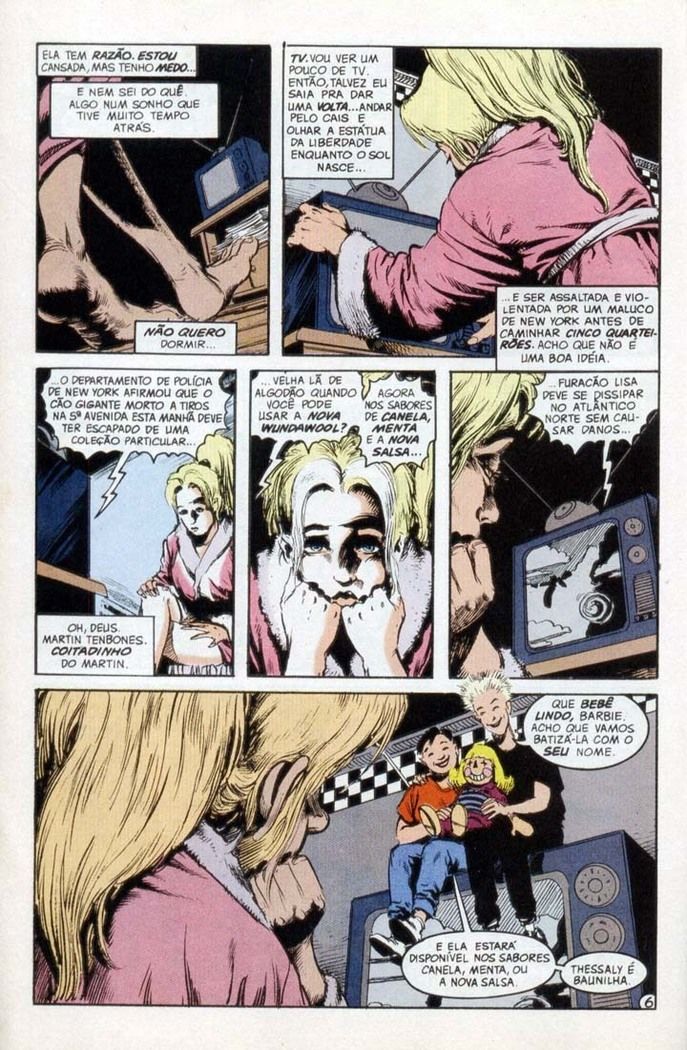 ELA TEM RAZÃO. ESTOU
CANSADA, MAS TENHO MEDO...
E NEM SEI DO QUÊ.
ALGO NUM SONHO QUE
TIVE MUITO TEMPO
ATRÁS.
NÃO QUERO
DORMIR...
TV. VOU VER UM
POUCO DE TV.
ENTÃO, TALVEZ EU
SAIA PRA DAR
UMA VOLTA... ANDAR
PELO CAIS E
OLHAR A ESTÁTUA
DA LIBERDADE
ENQUANTO O SOL
NASCE...
...E SER ASSALTADA E VIO-
LENTADA POR UM MALUCO
DE NEW YORK ANTES DE
CAMINHAR CINCO QUARTEI-
RÕES. ACHO QUE NÃO É
UMA BOA IDÉIA.
...O DEPARTAMENTO DE POLÍCIA
DE NEW YORK AFIRMOU QUE O
CÃO GIGANTE MORTO A TIROS
NA 5ª AVENIDA ESTA MANHÃ DEVE
TER ESCAPADO DE UMA
COLEÇÃO PARTICULAR...
OH, DEUS.
MARTIN TENBONES.
COITADINHO
DO MARTIN.
...VELHA LÃ DE
ALGODÃO QUANDO
VOCÊ PODE
USAR A NOVA
WUNDAWOOL?
AGORA
NOS SABORES
DE CANELA,
MENTA
E A NOVA
SALSA...
...FURACÃO LISA
DEVE SE DISSIPAR
NO ATLÂNTICO
NORTE SEM CAU-
SAR DANOS...
QUE BEBÊ
LINDO, BARBIE.
ACHO QUE VAMOS
BATIZÁ-LA COM O
SEU NOME.
E ELA ESTARÁ
DISPONÍVEL NOS SABORES
CANELA, MENTA, OU
A NOVA SALSA.
THESSALY É
BAUNILHA.
6